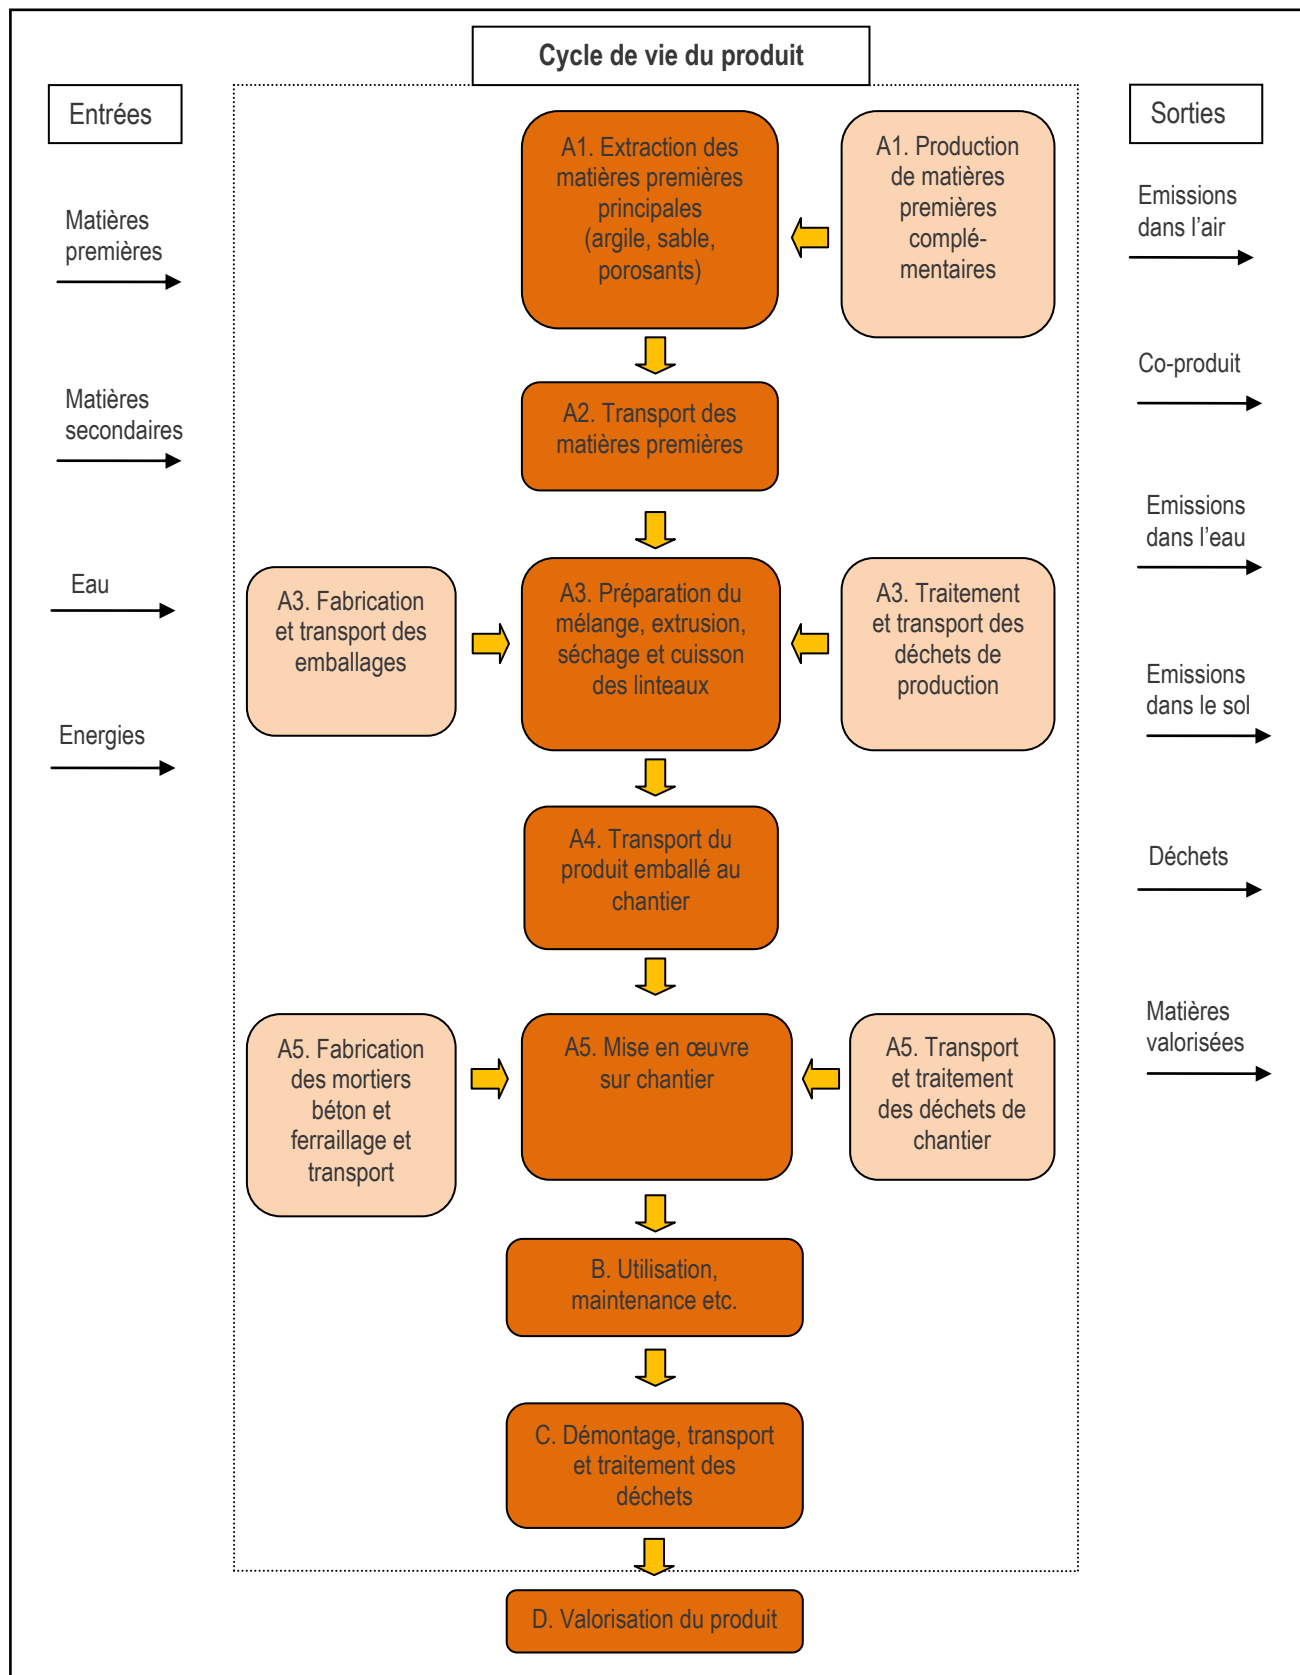 Cycle de vie du produit
Entrées
Matières
premières
Matières
secondaires
Eau
Energies
A1. Extraction des
matières premières
principales
(argile, sable,
porosants)
A1. Production
de matières
premières
complé-
mentaires
A2. Transport des
matières premières
A3. Fabrication
et transport des
emballages
A3. Préparation du
mélange, extrusion,
séchage et cuisson
des linteaux
A3. Traitement
et transport des
déchets de
production
A4. Transport du
produit emballé au
chantier
A5. Fabrication
des mortiers
béton et
ferraillage et
transport
A5. Mise en œuvre
sur chantier
A5. Transport
et traitement
des déchets de
chantier
B. Utilisation,
maintenance etc.
C. Démontage, transport
et traitement des
déchets
D. Valorisation du produit
Sorties
Emissions
dans l’air
Co-produit
Emissions
dans l’eau
Emissions
dans le sol
Déchets
Matières
valorisées